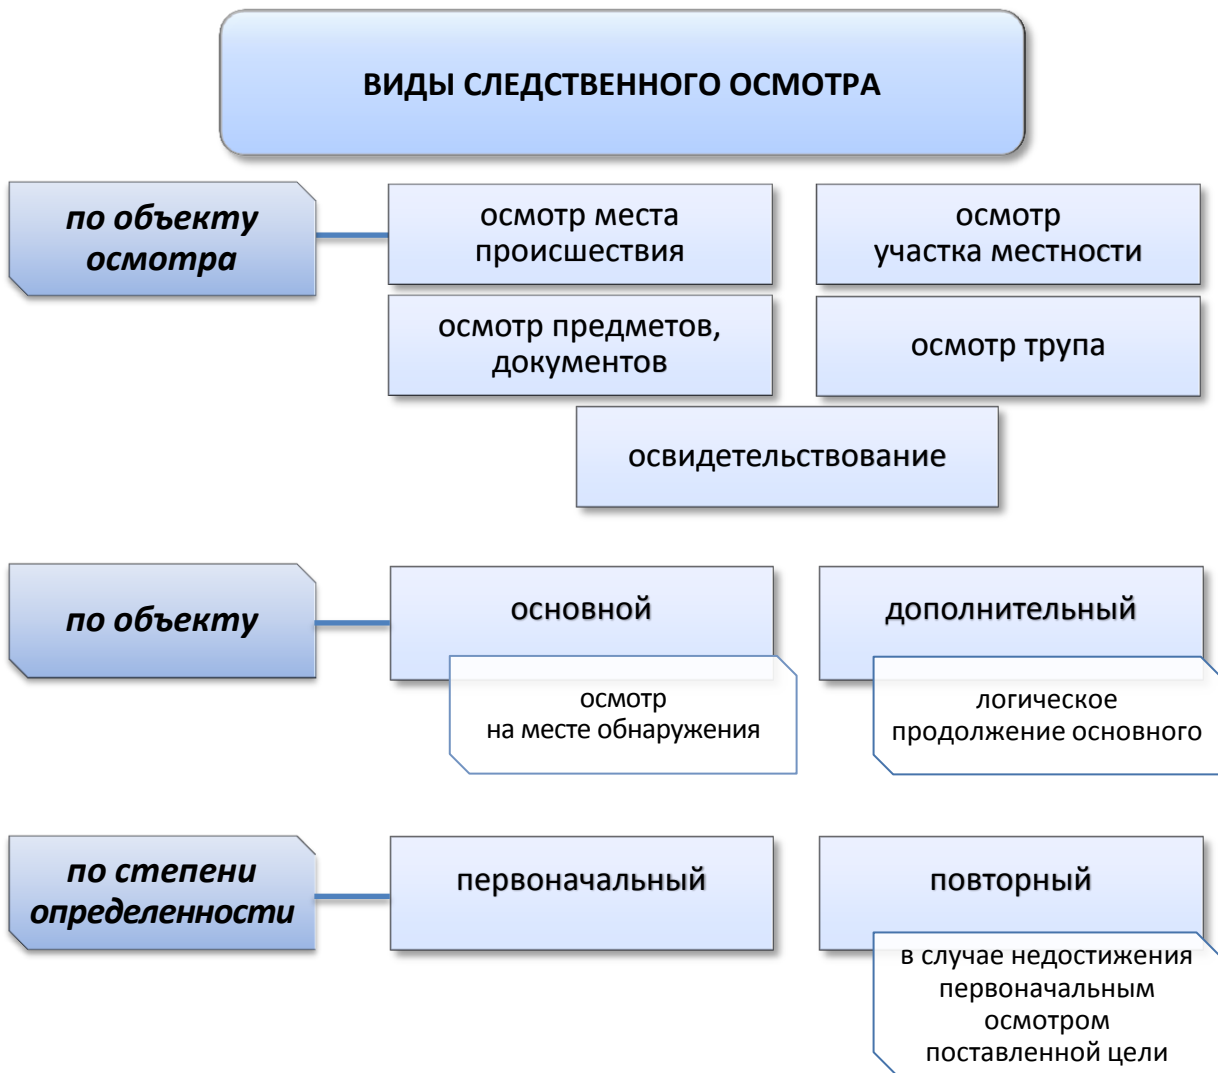 ВИДЫ СЛЕДСТВЕННОГО ОСМОТРА
по объекту
осмотра
осмотр места
происшествия
осмотр
участка местности
осмотр предметов,
документов
осмотр трупа
освидетельствование
по объекту
основной
осмотр
на месте обнаружения
дополнительный
логическое
продолжение основного
по степени
определенности
первоначальный
повторный
в случае недостижения
первоначальным
осмотром
поставленной цели